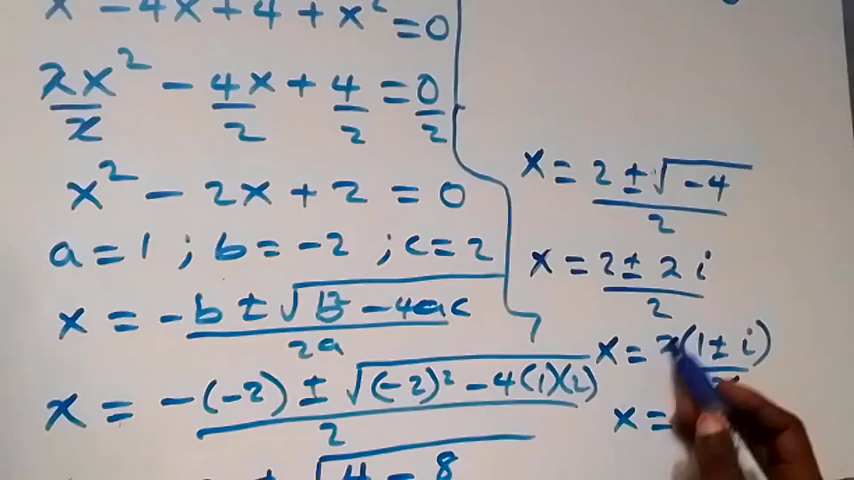 x² - 4x + 4 + x² = 0
2x²/2 - 4x/2 + 4/2 = 0/2
x² - 2x + 2 = 0
a = 1 ; b = -2 ; c = 2
x = -b ± √b² - 4ac / 2a
x = -(-2) ± √(-2)² - 4(1)(2) / 2
± √4 - 8
x = 2 ± √-4 / 2
x = 2 ± 2i / 2
x = 2(1 ± i)
x =